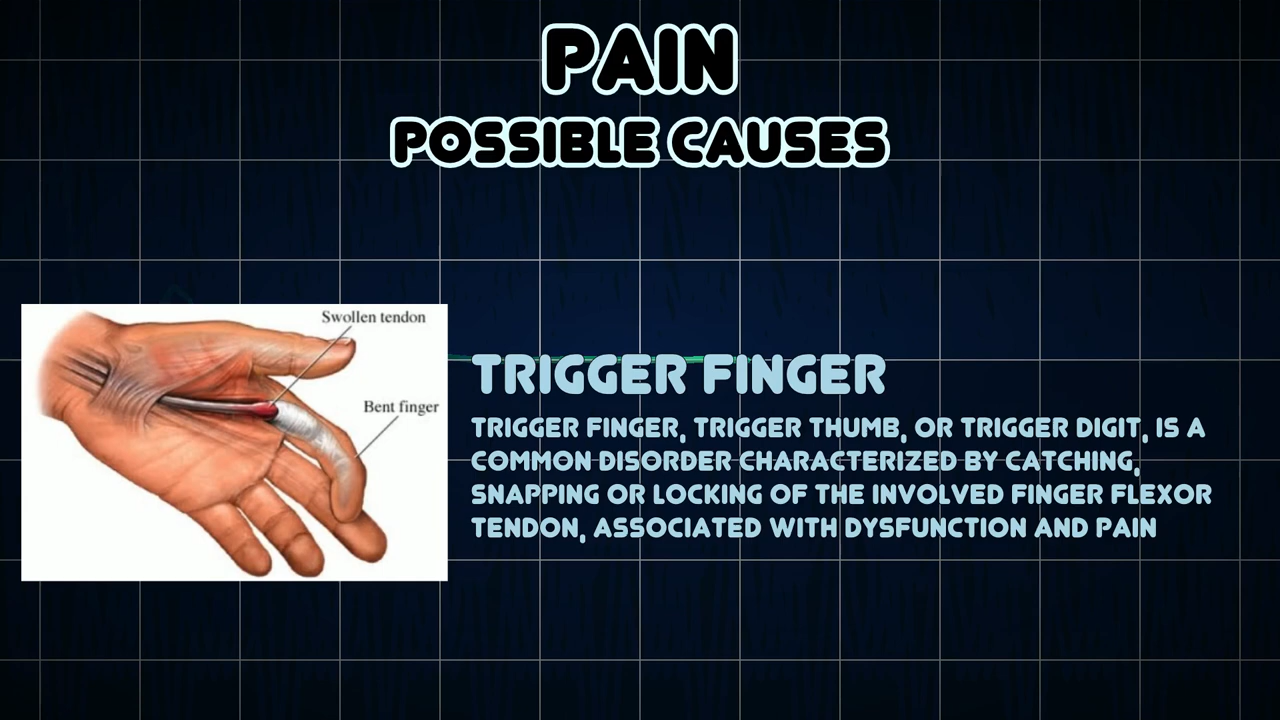 PAIN
POSSIBLE CAUSES
Swollen tendon
Bent finger
TRIGGER FINGER
TRIGGER FINGER, TRIGGER THUMB, OR TRIGGER DIGIT, IS A
COMMON DISORDER CHARACTERIZED BY CATCHING,
SNAPPING OR LOCKING OF THE INVOLVED FINGER FLEXOR
TENDON, ASSOCIATED WITH DYSFUNCTION AND PAIN